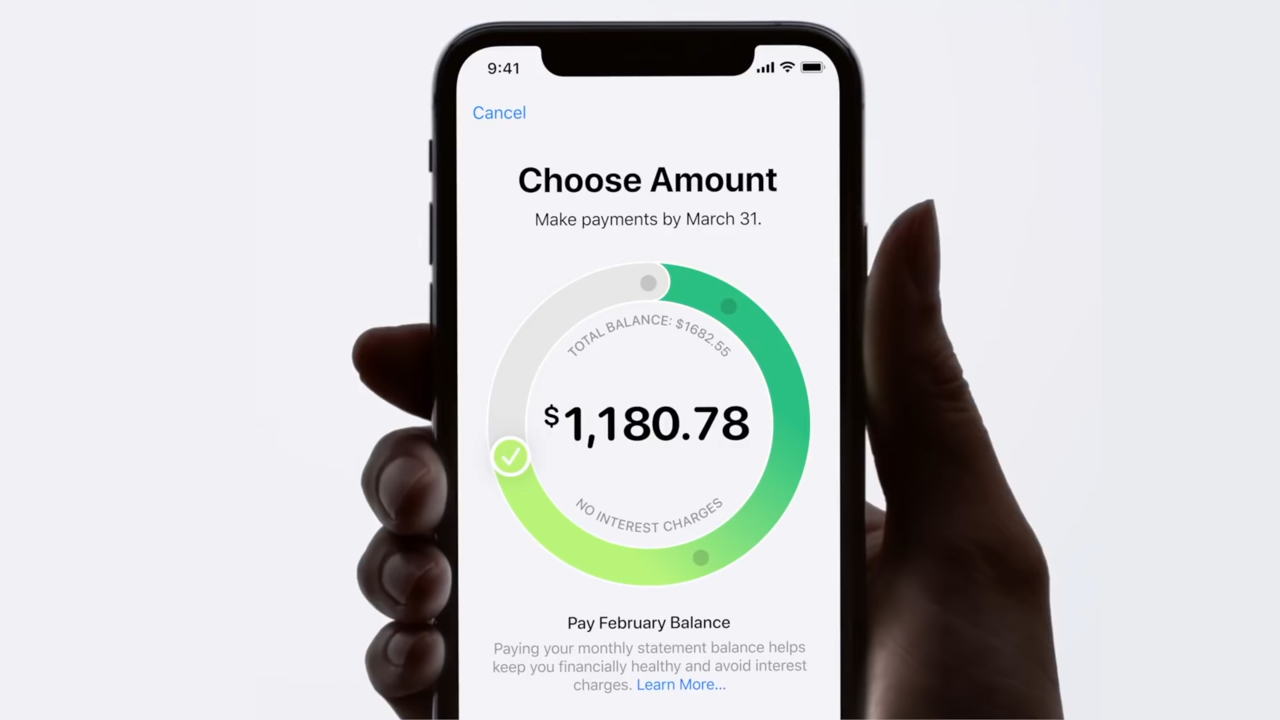 9:41
Cancel
Choose Amount
Make payments by March 31.
TOTAL BALANCE: $1682.55
$1,180.78
NO INTEREST CHARGES
Pay February Balance
Paying your monthly statement balance helps
keep you financially healthy and avoid interest
charges. Learn More...